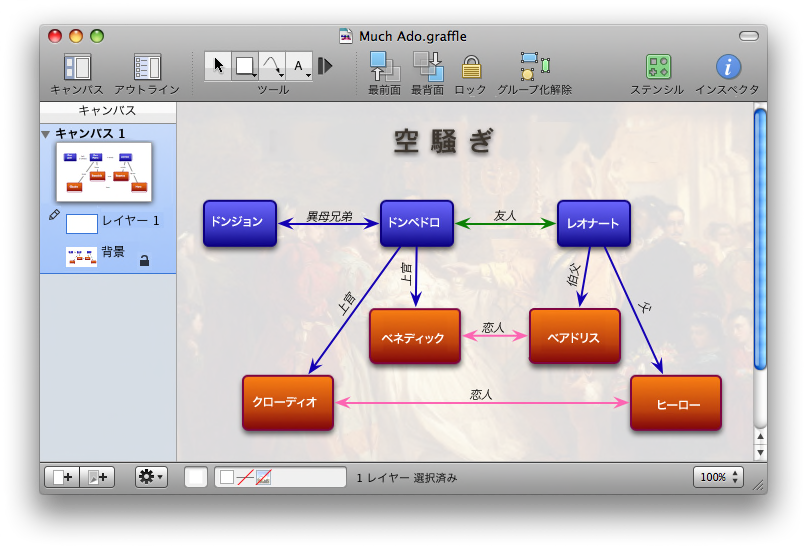 Much Ado.graffle
キャンバス アウトライン ツール 最前面 最背面 ロック グループ化解除 ステンシル インスペクタ
A
キャンバス
キャンバス 1
レイヤー 1
背景
空騒ぎ
ドンジョン 異母兄弟 ドンペドロ 友人 レオナート
上官 上官 伯父
ベネディック 恋人 ベアドリス
クローディオ 恋人 ヒーロー
1 レイヤー 選択済み
100%